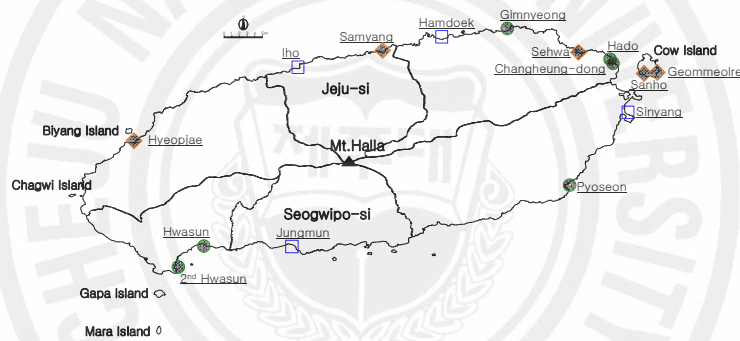 Gimnyeong
Hamdoek
Samyang
Iho
Sehwa
Hado
Cow Island
Changheung-dong
Geommeolre
Sanho
Jeju-si
Sinyang
Biyang Island
Hyeopjae
Mt.Halla
Chagwi Island
Pyoseon
Seogwipo-si
Hwasun
Jungmun
2nd Hwasun
Gapa Island
Mara Island